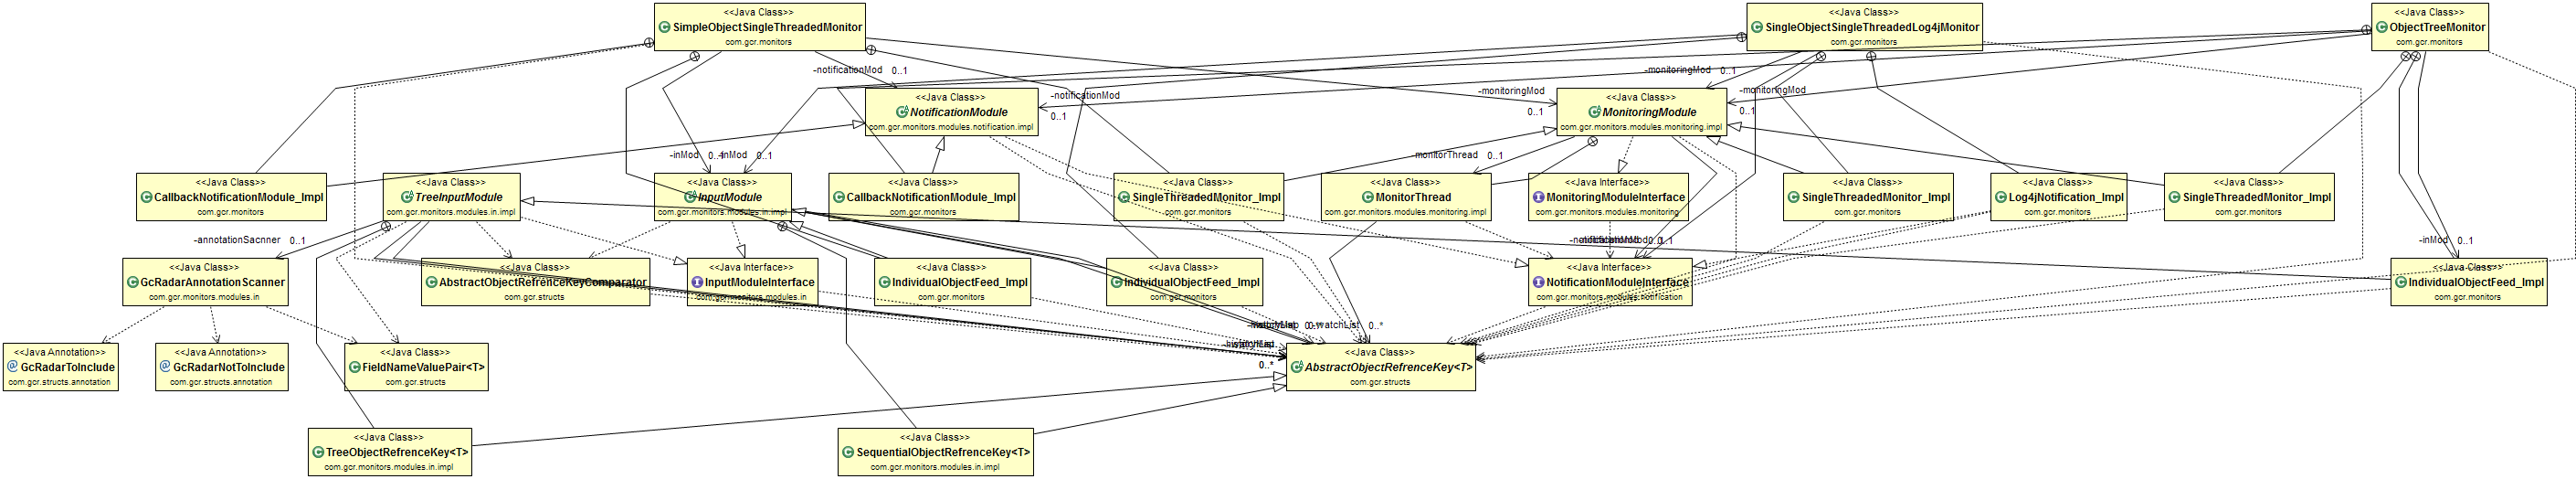 <<Java Class>>
SimpleObjectSingleThreadedMonitor
com.gcr.monitors
<<Java Class>>
SingleObjectSingleThreadedLog4jMonitor
com.gcr.monitors
<<Java Class>>
ObjectTreeMonitor
com.gcr.monitors
-notificationMod 0..1
-monitoringMod 0..1
-monitoringMod
0..1
-monitoringMod
0..1
-notificationMod
0..1
<<Java Class>>
NotificationModule
com.gcr.monitors.modules.notification.impl
<<Java Class>>
MonitoringModule
com.gcr.monitors.modules.monitoring.impl
-inMod 0..1
-inMod 0..1
-monitorThread 0..1
<<Java Class>>
CallbackNotificationModule_Impl
com.gcr.monitors
<<Java Class>>
TreeInputModule
com.gcr.monitors.modules.in.impl
<<Java Class>>
InputModule
com.gcr.monitors.modules.in.impl
<<Java Class>>
CallbackNotificationModule_Impl
com.gcr.monitors
<<Java Class>>
SingleThreadedMonitor_Impl
com.gcr.monitors
<<Java Class>>
MonitorThread
com.gcr.monitors.modules.monitoring.impl
<<Java Interface>>
MonitoringModuleInterface
com.gcr.monitors.modules.monitoring
<<Java Class>>
SingleThreadedMonitor_Impl
com.gcr.monitors
<<Java Class>>
Log4jNotification_Impl
com.gcr.monitors
<<Java Class>>
SingleThreadedMonitor_Impl
com.gcr.monitors
-annotationSacnner 0..1
-inMod 0..1
<<Java Class>>
GcRadarAnnotationScanner
com.gcr.monitors.modules.in
<<Java Class>>
AbstractObjectRefrenceKeyComparator
com.gcr.structs
<<Java Interface>>
InputModuleInterface
com.gcr.monitors.modules.in
<<Java Class>>
IndividualObjectFeed_Impl
com.gcr.monitors
<<Java Class>>
IndividualObjectFeed_Impl
com.gcr.monitors
<<Java Interface>>
NotificationModuleInterface
com.gcr.monitors.modules.notification
<<Java Class>>
IndividualObjectFeed_Impl
com.gcr.monitors
-watchList 0..*
0..*
<<Java Annotation>>
GcRadarToInclude
com.gcr.structs.annotation
<<Java Annotation>>
GcRadarNotToInclude
com.gcr.structs.annotation
<<Java Class>>
FieldNameValuePair<T>
com.gcr.structs
<<Java Class>>
AbstractObjectRefrenceKey<T>
com.gcr.structs
<<Java Class>>
TreeObjectRefrenceKey<T>
com.gcr.monitors.modules.in.impl
<<Java Class>>
SequentialObjectRefrenceKey<T>
com.gcr.monitors.modules.in.impl